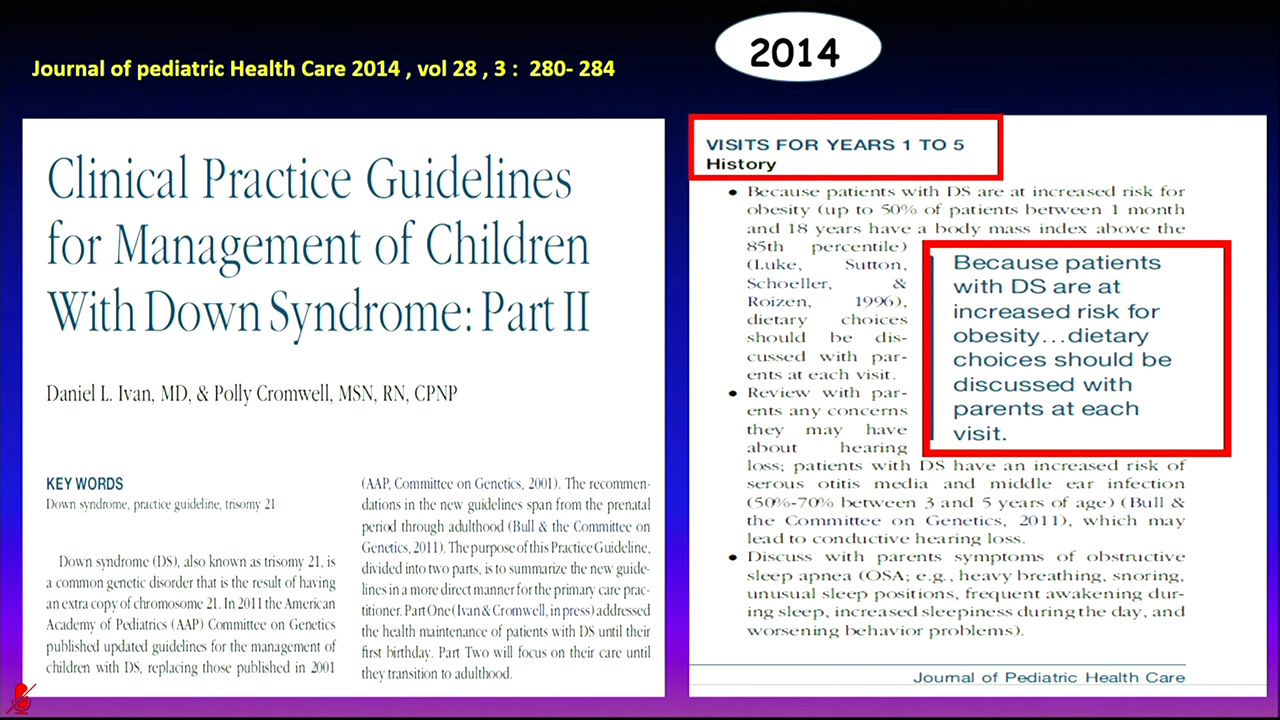 2014
Journal of pediatric Health Care 2014 , vol 28 , 3 : 280- 284
Clinical Practice Guidelines
for Management of Children
With Down Syndrome: Part II
Daniel L. Ivan, MD, & Polly Cromwell, MSN, RN, CPNP
KEY WORDS
Down syndrome, practice guideline, trisomy 21
Down syndrome (DS), also known as trisomy 21, is
a common genetic disorder that is the result of having
an extra copy of chromosome 21. In 2011 the American
Academy of Pediatrics (AAP) Committee on Genetics
published updated guidelines for the management of
children with DS, replacing those published in 2001
(AAP, Committee on Genetics, 2001). The recommen-
dations in the new guidelines span from the prenatal
period through adulthood (Bull & the Committee on
Genetics, 2011). The purpose of this Practice Guideline,
divided into two parts, is to summarize the new guide-
lines in a more direct manner for the primary care prac-
titioner. Part One (Ivan & Cromwell, in press) addressed
the health maintenance of patients with DS until their
first birthday. Part Two will focus on their care until
they transition to adulthood.
VISITS FOR YEARS 1 TO 5
History
• Because patients with DS are at increased risk for
obesity (up to 50% of patients between 1 month
and 18 years have a body mass index above the
85th percentile)
(Luke, Sutton,
Schoeller, &
Roizen, 1996),
dietary choices
should be dis-
cussed with par-
ents at each visit.
• Review with par-
ents any concerns
they may have
about hearing
loss; patients with DS have an increased risk of
serous otitis media and middle ear infection
(50%-70% between 3 and 5 years of age) (Bull &
the Committee on Genetics, 2011), which may
lead to conductive hearing loss.
• Discuss with parents symptoms of obstructive
sleep apnea (OSA; e.g., heavy breathing, snoring,
unusual sleep positions, frequent awakening dur-
ing sleep, increased sleepiness during the day, and
worsening behavior problems).
Because patients
with DS are at
increased risk for
obesity…dietary
choices should be
discussed with
parents at each
visit.
Journal of Pediatric Health Care